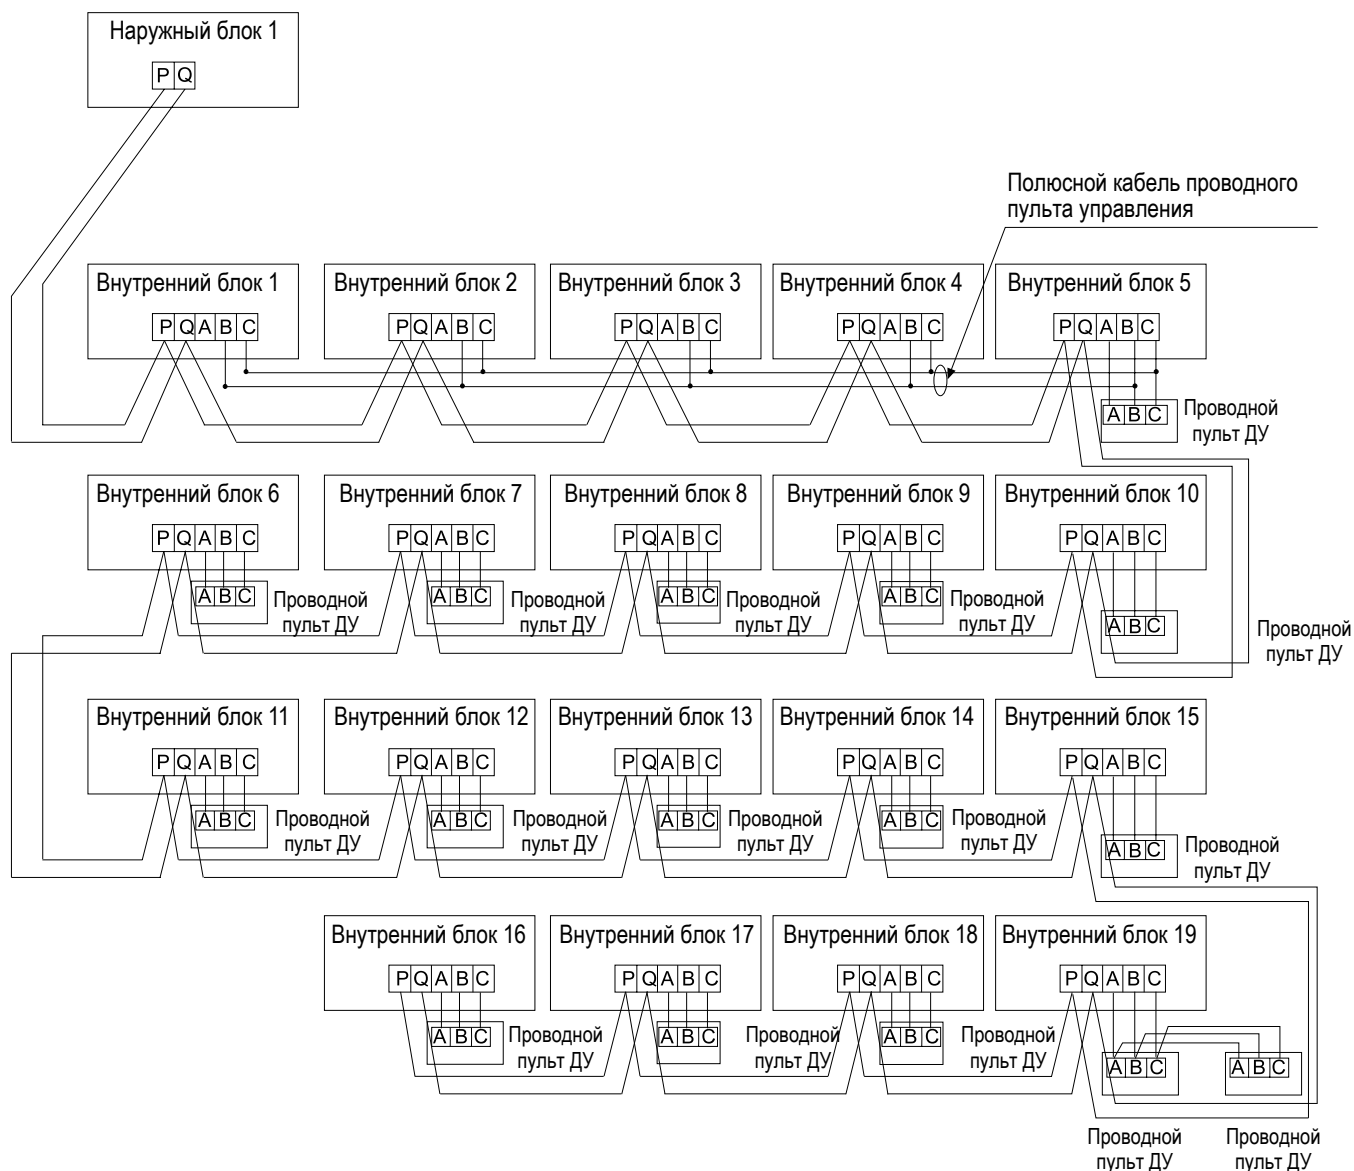 Наружный блок 1
P Q
Полюсной кабель проводного
пульта управления
Внутренний блок 1
P Q A B C
Внутренний блок 2
P Q A B C
Внутренний блок 3
P Q A B C
Внутренний блок 4
P Q A B C
Внутренний блок 5
P Q A B C
A B C
Проводной
пульт ДУ
Внутренний блок 6
P Q A B C
A B C
Проводной
пульт ДУ
Внутренний блок 7
P Q A B C
A B C
Проводной
пульт ДУ
Внутренний блок 8
P Q A B C
A B C
Проводной
пульт ДУ
Внутренний блок 9
P Q A B C
A B C
Проводной
пульт ДУ
Внутренний блок 10
P Q A B C
A B C
Проводной
пульт ДУ
Внутренний блок 11
P Q A B C
A B C
Проводной
пульт ДУ
Внутренний блок 12
P Q A B C
A B C
Проводной
пульт ДУ
Внутренний блок 13
P Q A B C
A B C
Проводной
пульт ДУ
Внутренний блок 14
P Q A B C
A B C
Проводной
пульт ДУ
Внутренний блок 15
P Q A B C
A B C
Проводной
пульт ДУ
Внутренний блок 16
P Q A B C
A B C
Проводной
пульт ДУ
Внутренний блок 17
P Q A B C
A B C
Проводной
пульт ДУ
Внутренний блок 18
P Q A B C
A B C
Проводной
пульт ДУ
Внутренний блок 19
P Q A B C
A B C
A B C
Проводной
пульт ДУ
Проводной
пульт ДУ